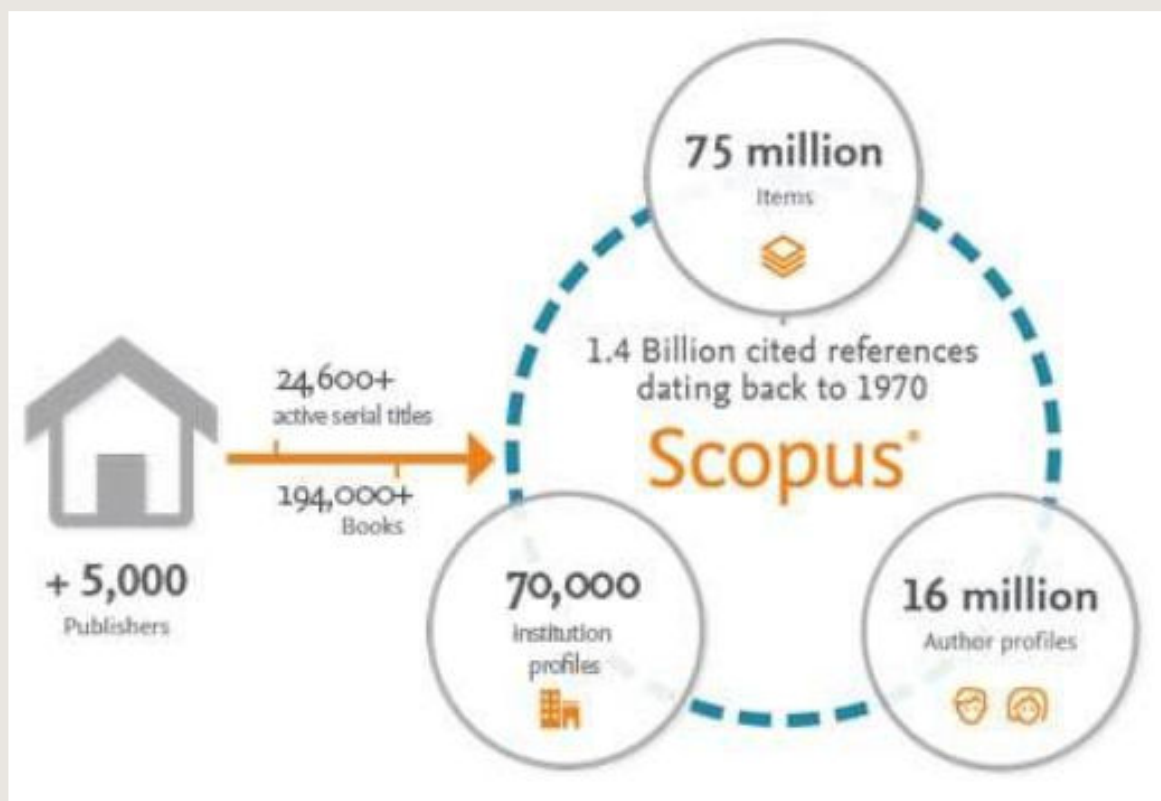 75 million
Items
1.4 Billion cited references
dating back to 1970
Scopus®
24,600+
active serial titles
194,000+
Books
+ 5,000
Publishers
70,000
institution
profiles
16 million
Author profiles